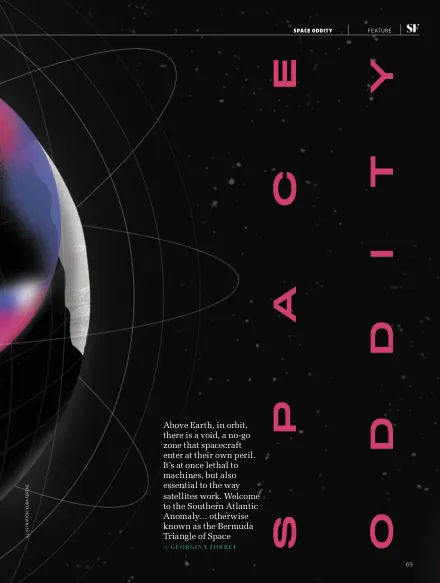 SPACE ODDITY
FEATURE
SF
SPACE
ODDITY
Above Earth, in orbit,
there is a void, a no-go
zone that spacecraft
enter at their own peril.
It's at once lethal to
machines, but also
essential to the way
satellites work. Welcome
to the Southern Atlantic
Anomaly... otherwise
known as the Bermuda
Triangle of Space
by GEORGINA TORBET
69